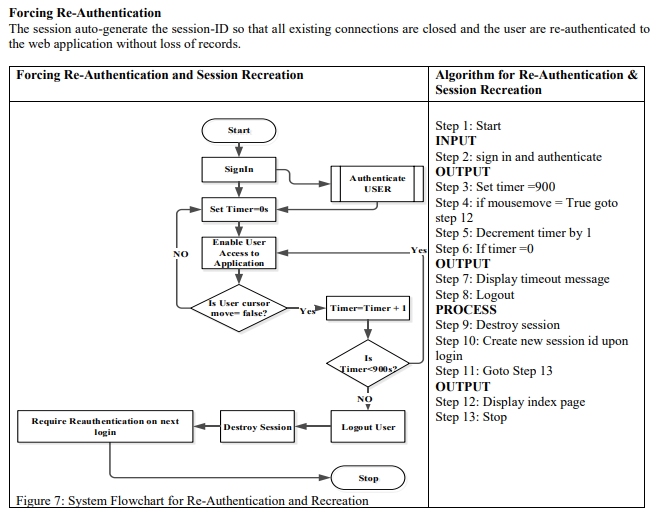 Forcing Re-Authentication
The session auto-generate the session-ID so that all existing connections are closed and the user are re-authenticated to
the web application without loss of records.
Forcing Re-Authentication and Session Recreation
Start
SignIn
Authenticate
USER
Set Timer=0s
Enable User
Access to
Application
NO
Yes
Is User cursor
move= false?
Yes
Timer=Timer + 1
Is
Timer<900s?
NO
Require Reauthentication on next
login
Destroy Session
Logout User
Stop
Figure 7: System Flowchart for Re-Authentication and Recreation
Algorithm for Re-Authentication &
Session Recreation
Step 1: Start
INPUT
Step 2: sign in and authenticate
OUTPUT
Step 3: Set timer =900
Step 4: if mousemove = True goto
step 12
Step 5: Decrement timer by 1
Step 6: If timer =0
OUTPUT
Step 7: Display timeout message
Step 8: Logout
PROCESS
Step 9: Destroy session
Step 10: Create new session id upon
login
Step 11: Goto Step 13
OUTPUT
Step 12: Display index page
Step 13: Stop